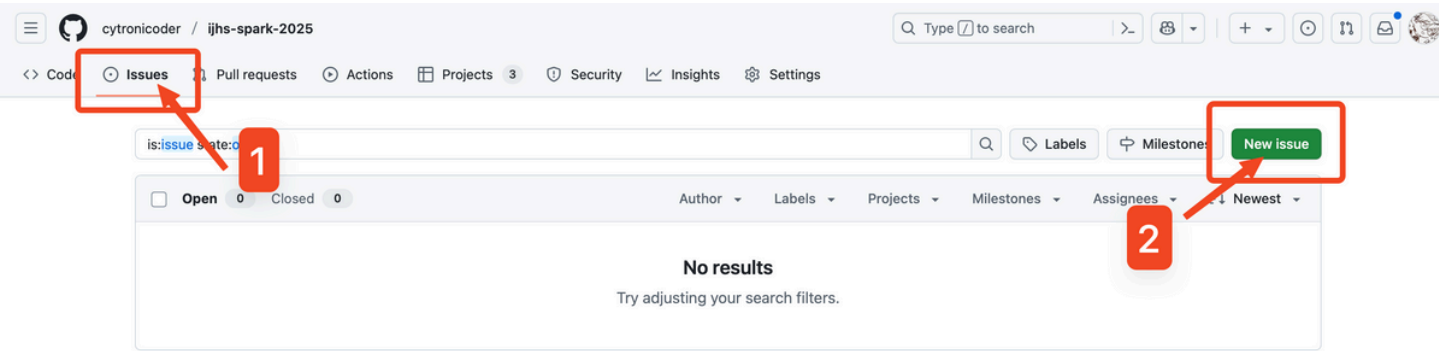 cytronicoder / ijhs-spark-2025
Type / to search
Code Issues Pull requests Actions Projects 3 Security Insights Settings
is:issue state:o
1
Labels Milestones New issue
Open 0 Closed 0 Author Labels Projects Milestones Assignees Newest
2
No results
Try adjusting your search filters.